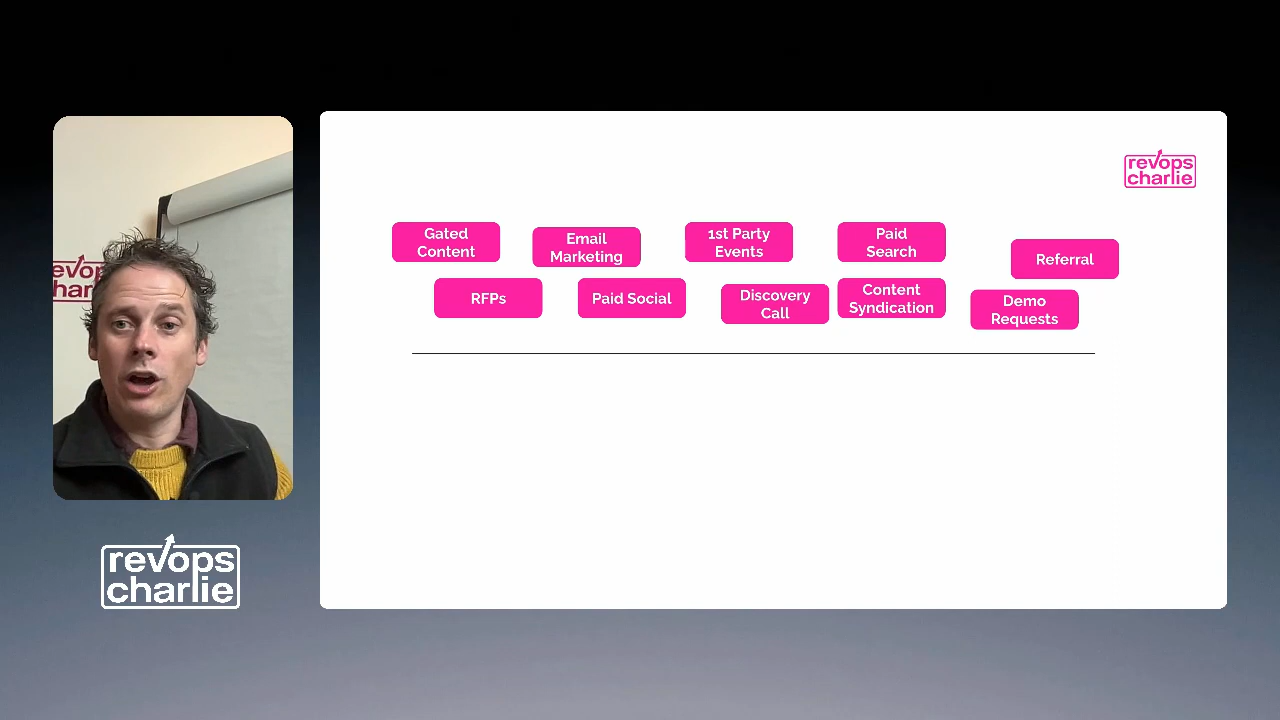 revops
charlie
Gated
Content
Email
Marketing
1st Party
Events
Paid
Search
Referral
RFPs
Paid Social
Discovery
Call
Content
Syndication
Demo
Requests
revops
charlie